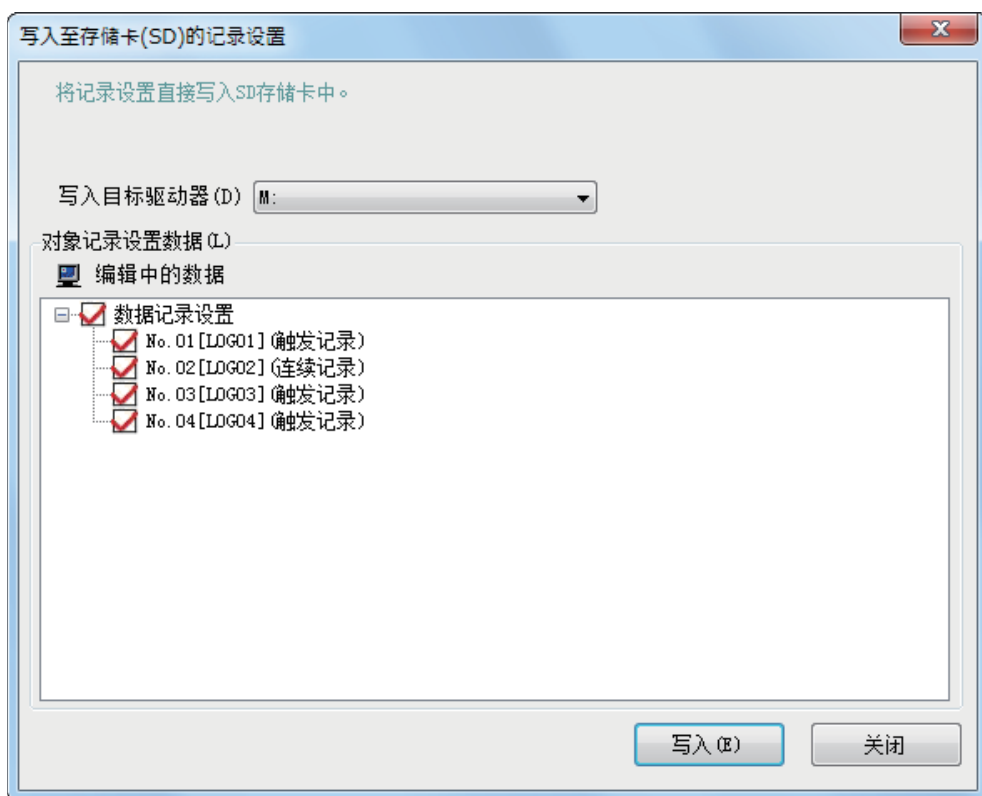 写入至存储卡(SD)的记录设置
将记录设置直接写入SD存储卡中。
写入目标驱动器(D) M:
对象记录设置数据(L)
编辑中的数据
数据记录设置
No.01[LOG01](触发记录)
No.02[LOG02](连续记录)
No.03[LOG03](触发记录)
No.04[LOG04](触发记录)
写入(E) 关闭